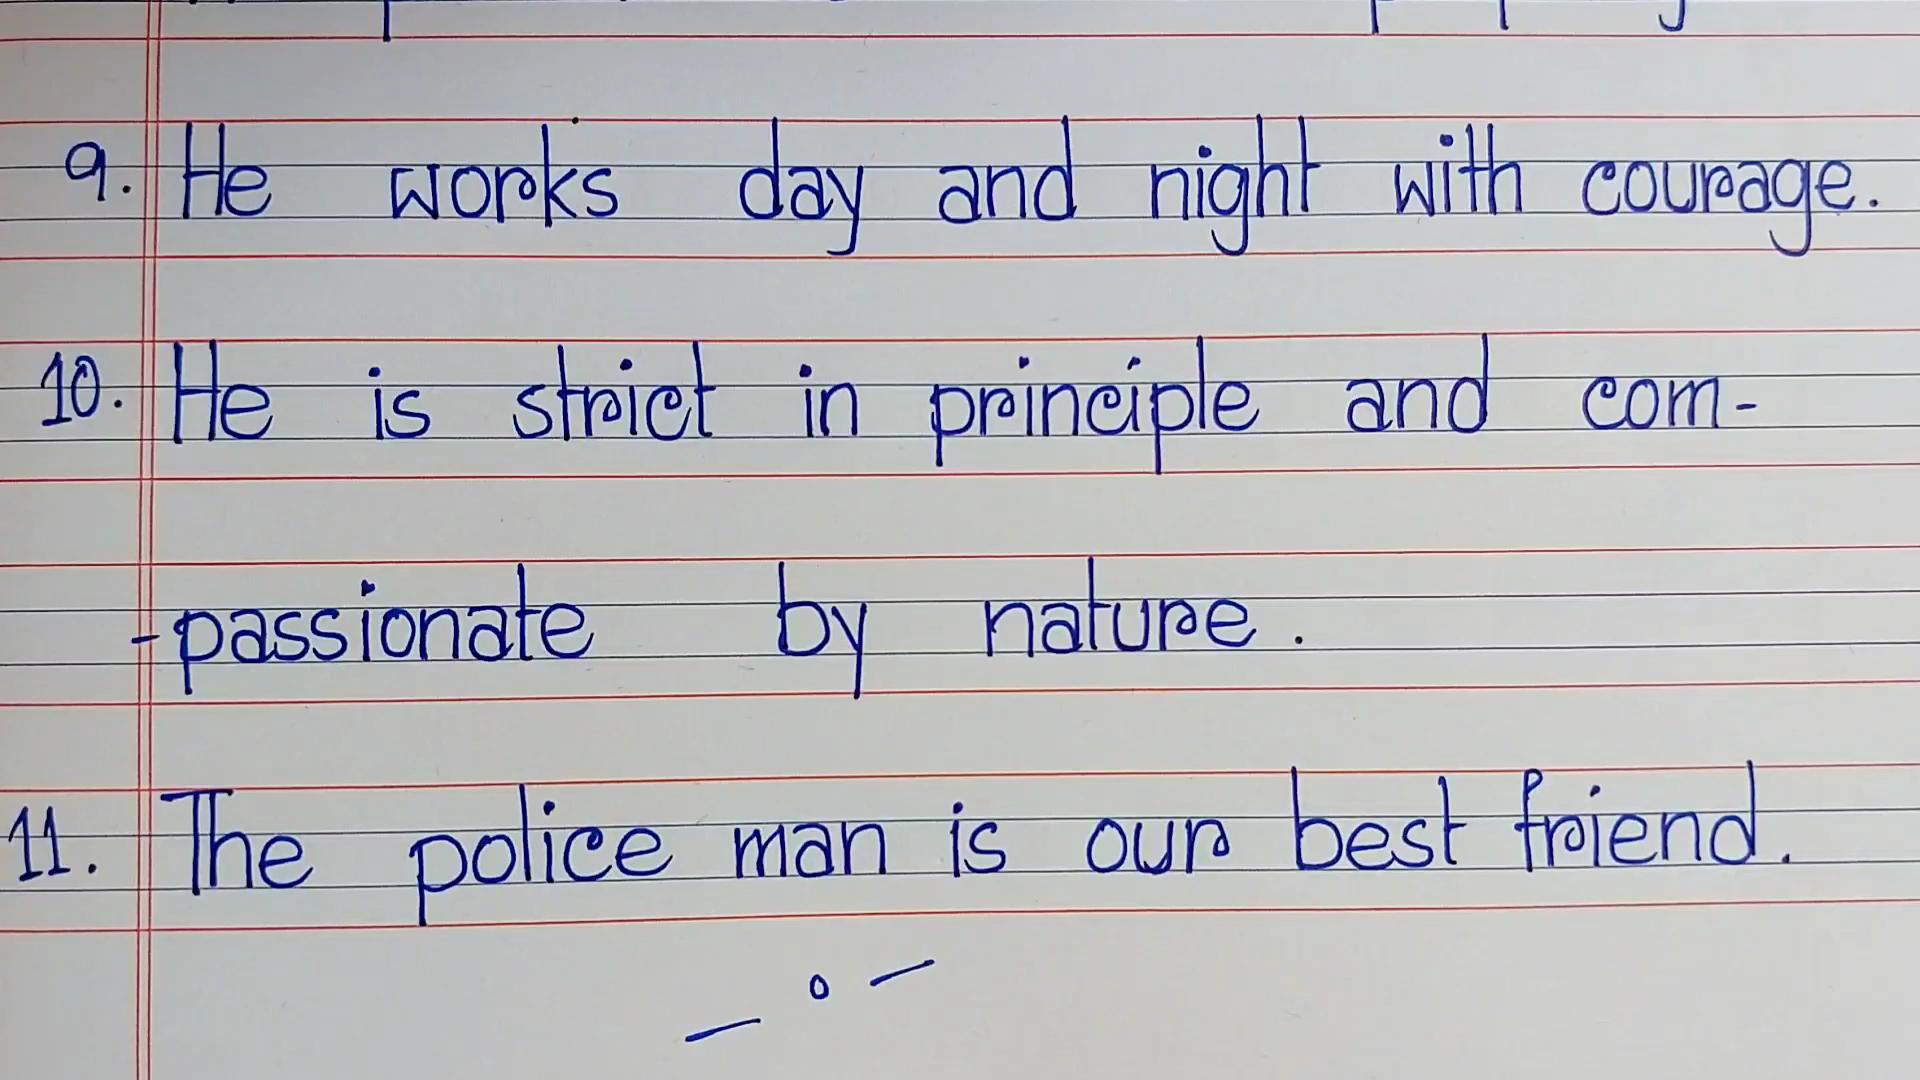 9. He works day and night with courage.
10. He is strict in principle and com-
-passionate by nature.
11. The police man is our best friend.